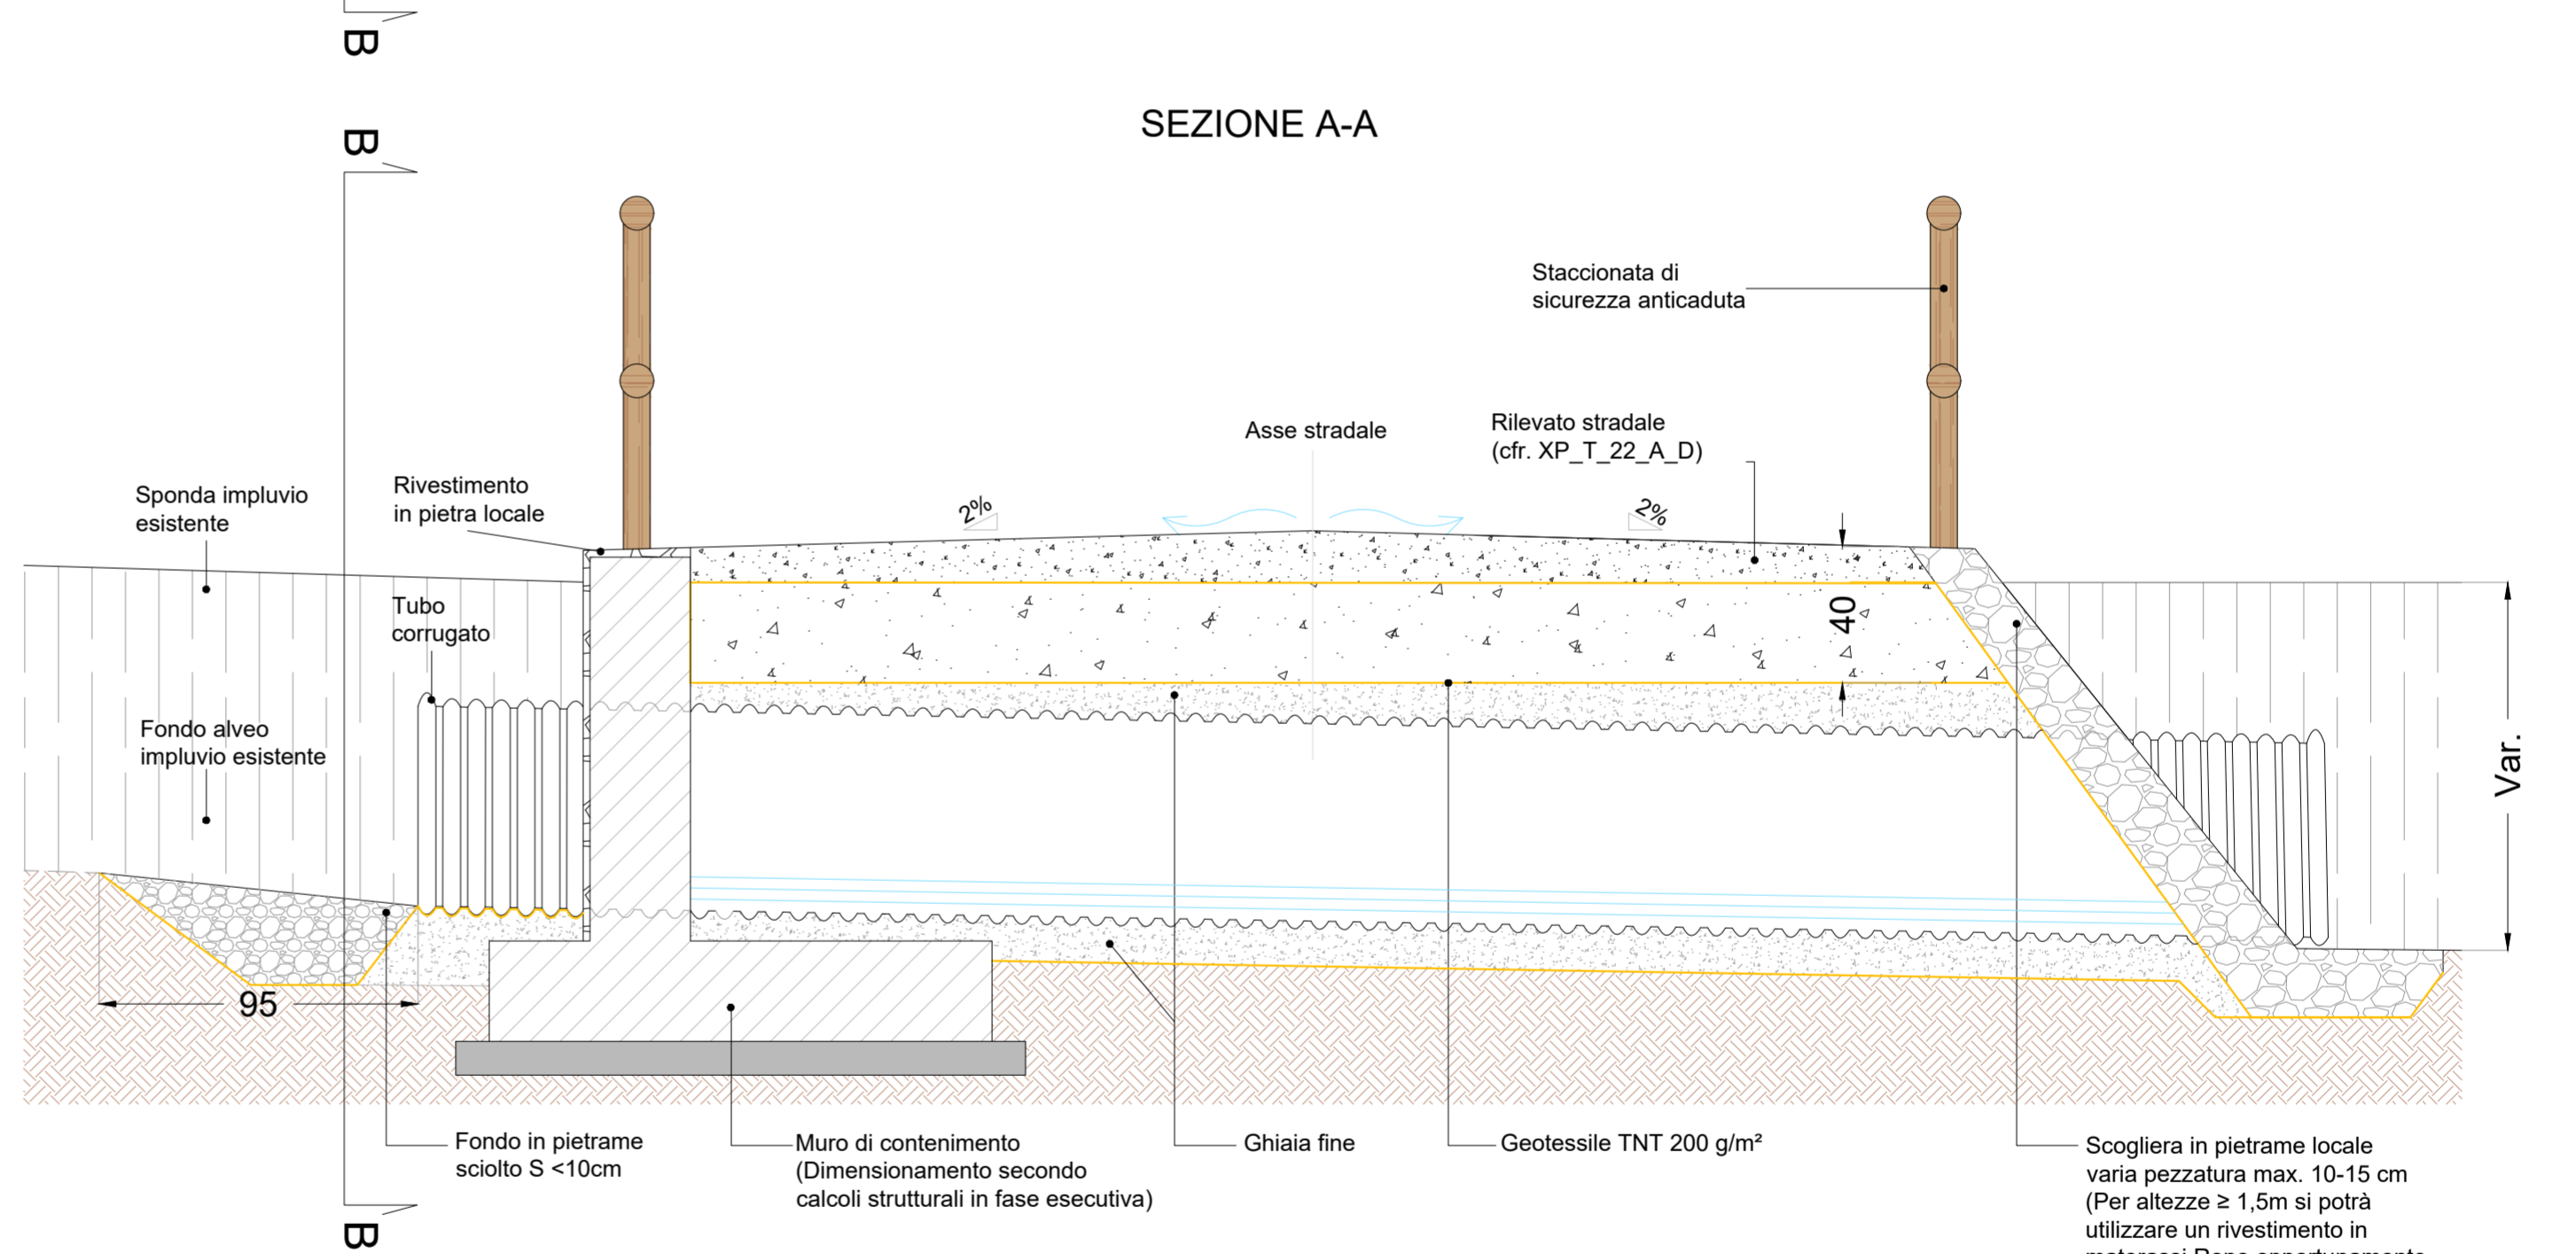 B
B
SEZIONE A-A
Staccionata di
sicurezza anticaduta
Asse stradale
Rilevato stradale
(cfr. XP_T_22_A_D)
Sponda impluvio
esistente
Rivestimento
in pietra locale
2%
2%
Tubo
corrugato
40
Fondo alveo
impluvio esistente
Var.
95
Fondo in pietrame
sciolto S <10cm
Muro di contenimento
(Dimensionamento secondo
calcoli strutturali in fase esecutiva)
Ghiaia fine
Geotessile TNT 200 g/m²
Scogliera in pietrame locale
varia pezzatura max. 10-15 cm
(Per altezze ≥ 1,5m si potrà
utilizzare un rivestimento in
B